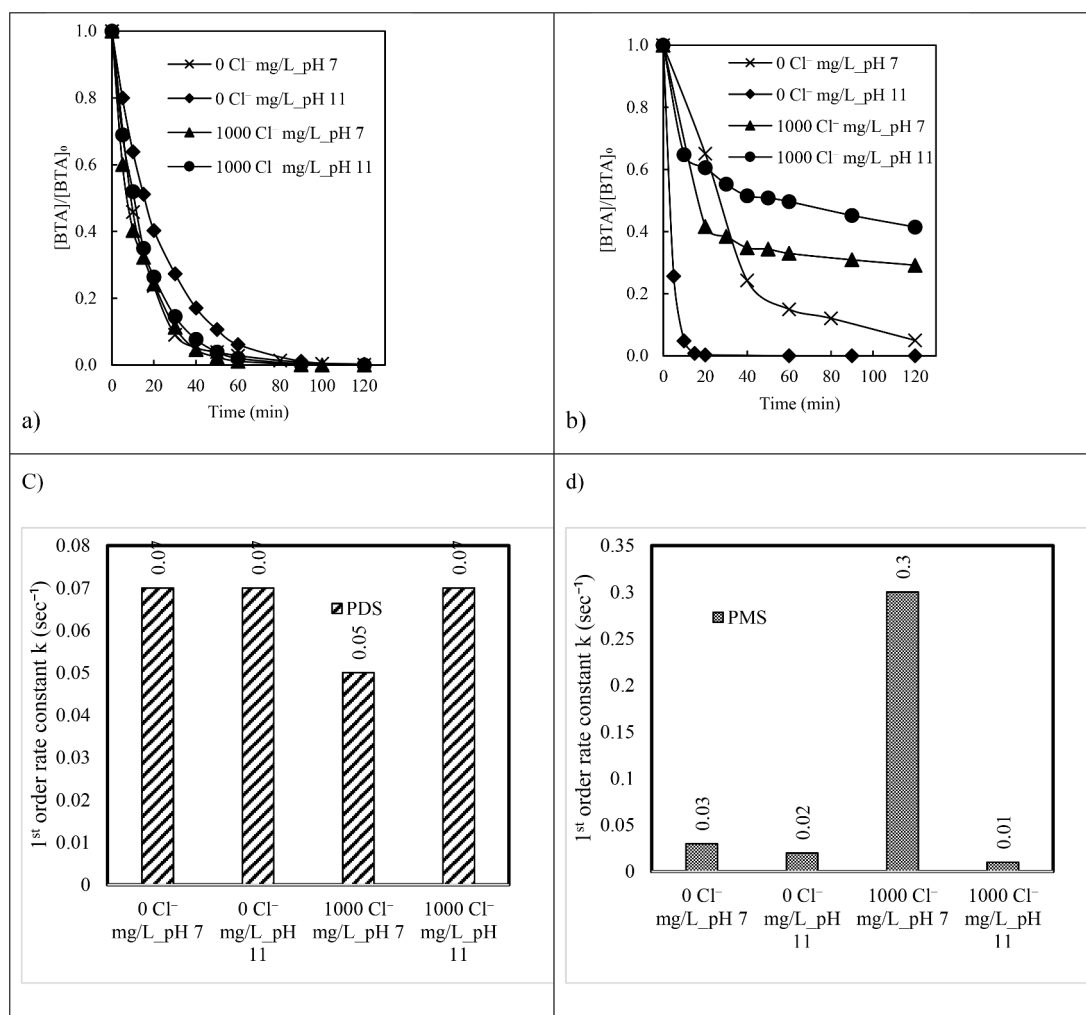 1.0
0.8
0.6
0.4
0.2
0.0
[BTA]/[BTA]₀
0 Cl⁻ mg/L_pH 7
0 Cl⁻ mg/L_pH 11
1000 Cl⁻ mg/L_pH 7
1000 Cl mg/L_pH 11
0 20 40 60 80 100 120
Time (min)
a)
1.0
0.8
0.6
0.4
0.2
0.0
[BTA]/[BTA]₀
0 Cl⁻ mg/L_pH 7
0 Cl⁻ mg/L_pH 11
1000 Cl⁻ mg/L_pH 7
1000 Cl⁻ mg/L_pH 11
0 20 40 60 80 100 120
Time (min)
b)
C)
1ˢᵗ order rate constant k (sec⁻¹)
0.08
0.07
0.06
0.05
0.04
0.03
0.02
0.01
0
0.07
0.07
0.05
0.07
PDS
0 Cl⁻
mg/L_pH 7
0 Cl⁻
mg/L_pH
11
1000 Cl⁻
mg/L_pH 7
1000 Cl⁻
mg/L_pH
11
d)
1ˢᵗ order rate constant k (sec⁻¹)
0.35
0.3
0.25
0.2
0.15
0.1
0.05
0
0.03
0.02
0.3
0.01
PMS
0 Cl⁻
mg/L_pH 7
0 Cl⁻
mg/L_pH
11
1000 Cl⁻
mg/L_pH 7
1000 Cl⁻
mg/L_pH
11